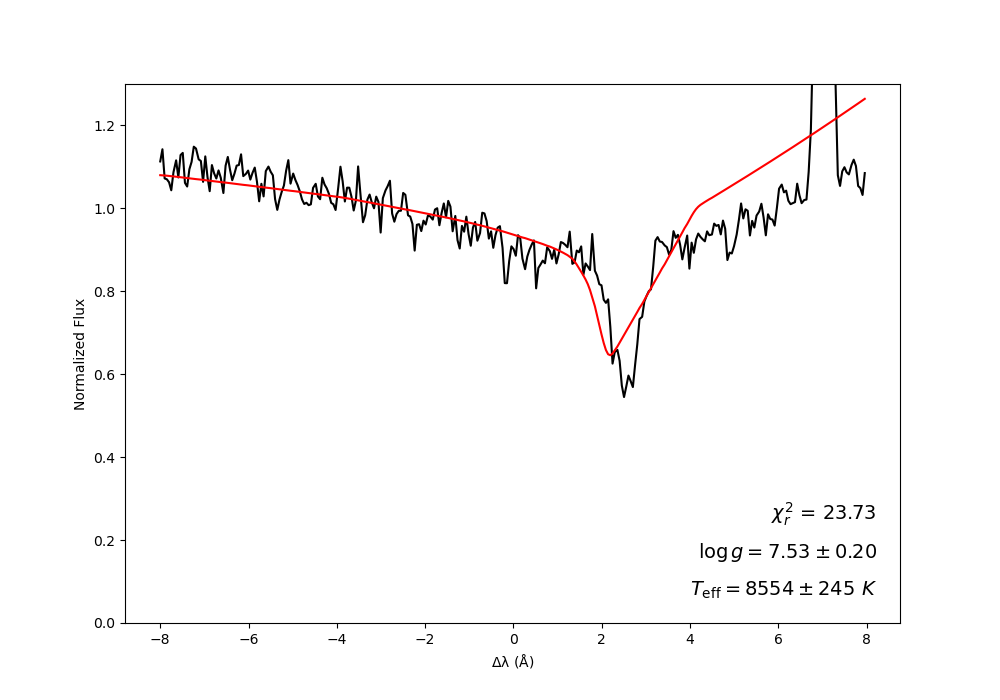 1.2
1.0
0.8
0.6
0.4
0.2
0.0
Normalized Flux
χ²ᵣ = 23.73
log g = 7.53 ± 0.20
T_eff = 8554 ± 245 K
−8 −6 −4 −2 0 2 4 6 8
Δλ (Å)